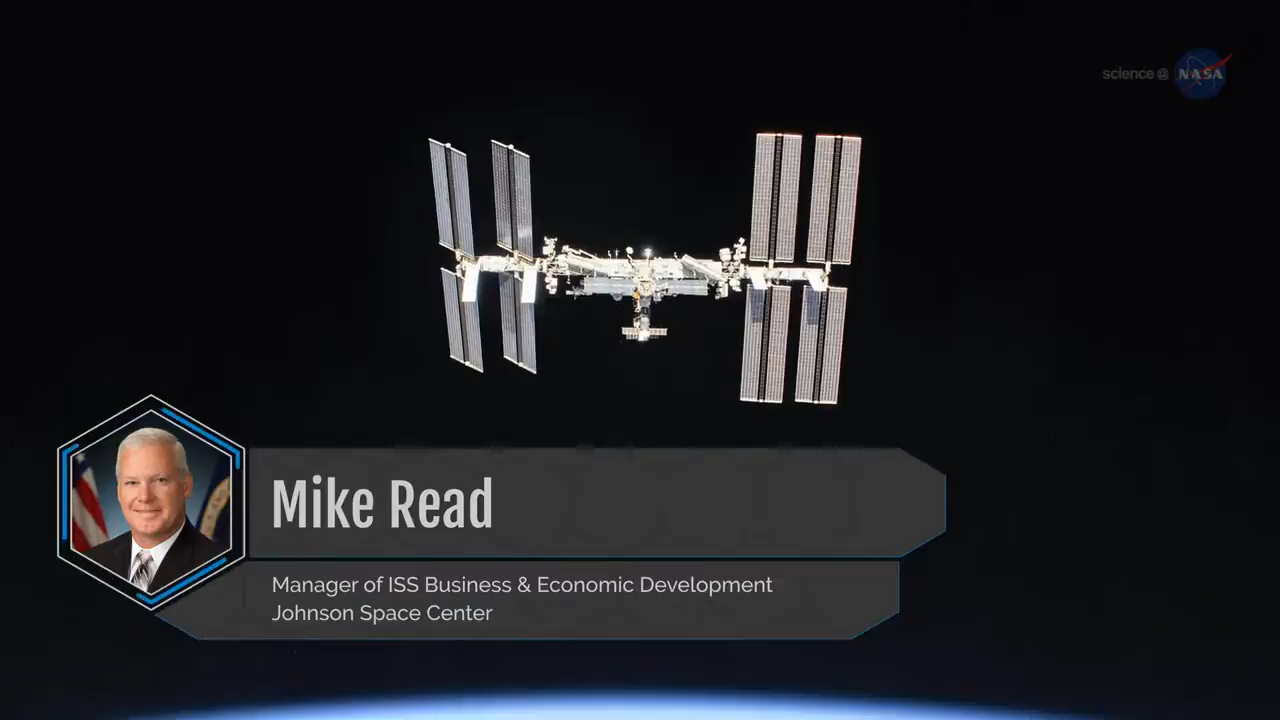 science @ NASA
Mike Read
Manager of ISS Business & Economic Development
Johnson Space Center